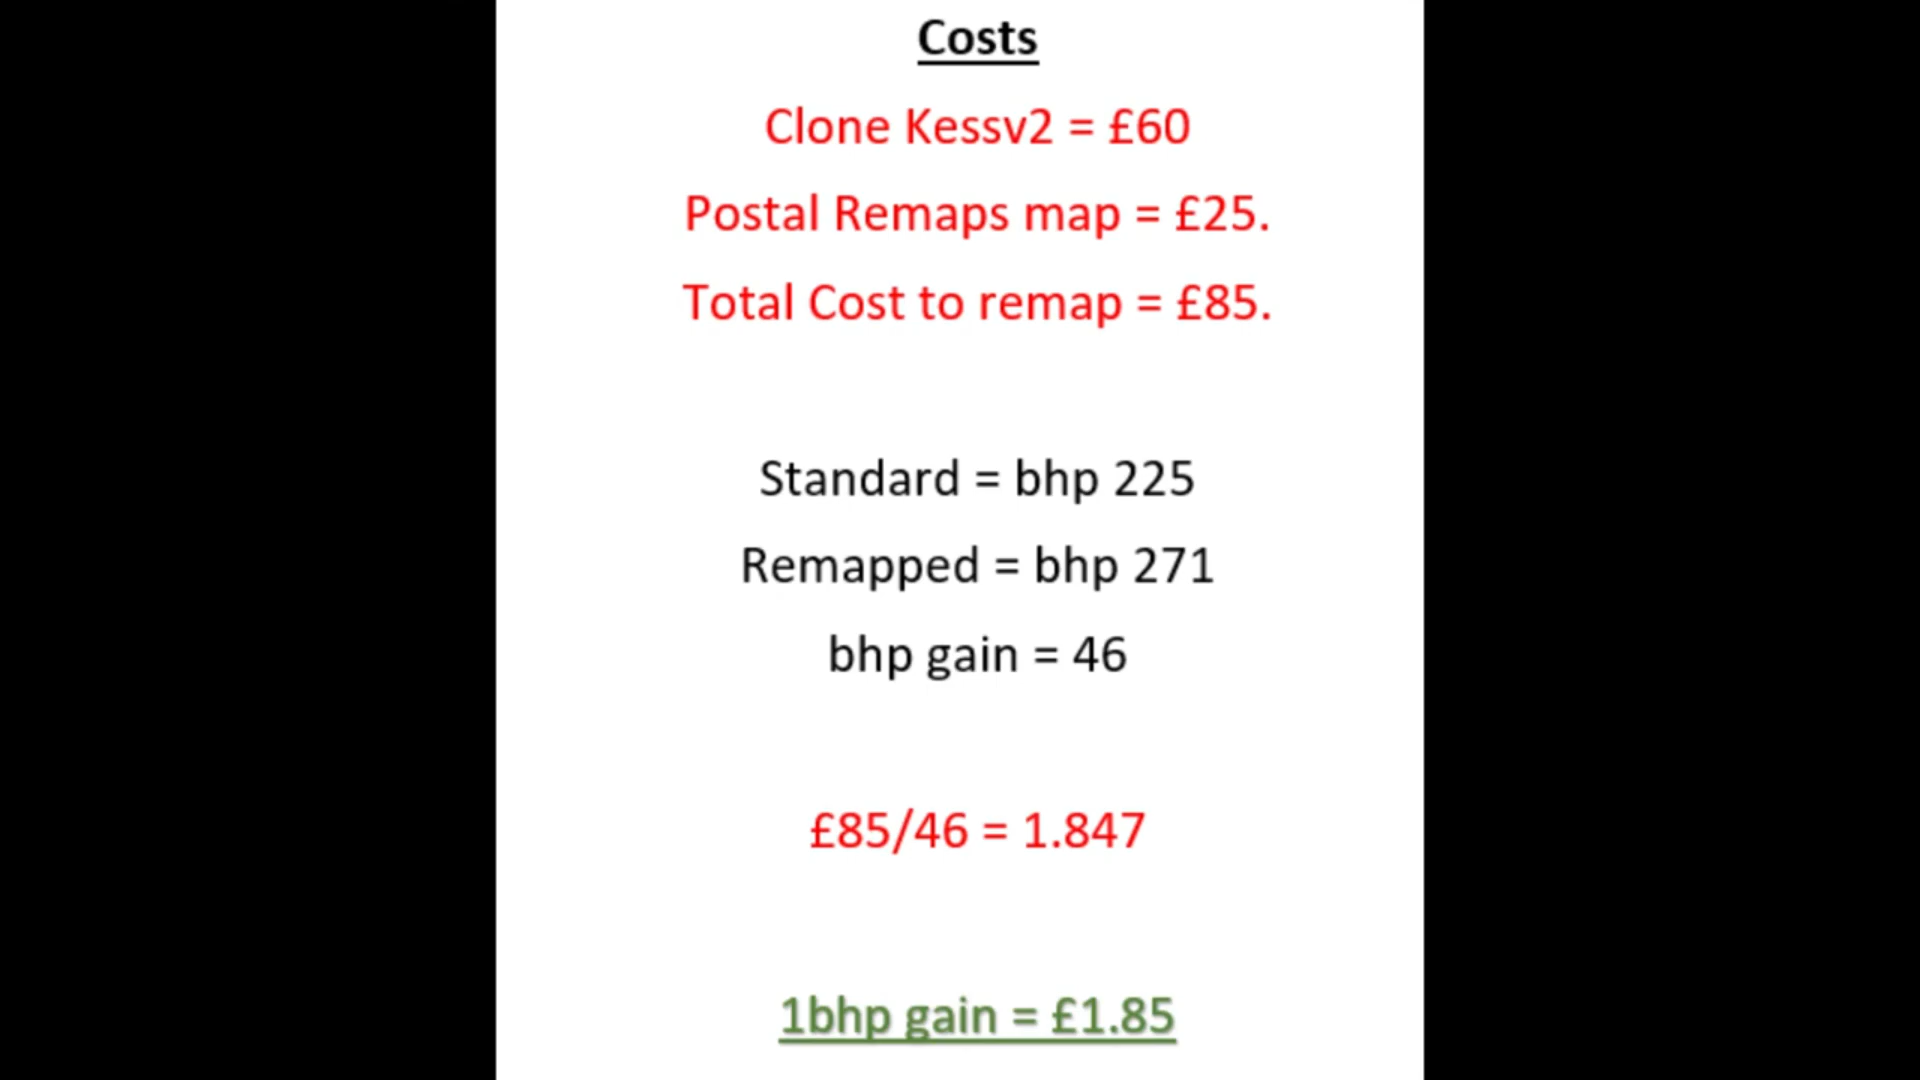 Costs
Clone Kessv2 = £60
Postal Remaps map = £25.
Total Cost to remap = £85.
Standard = bhp 225
Remapped = bhp 271
bhp gain = 46
£85/46 = 1.847
1bhp gain = £1.85